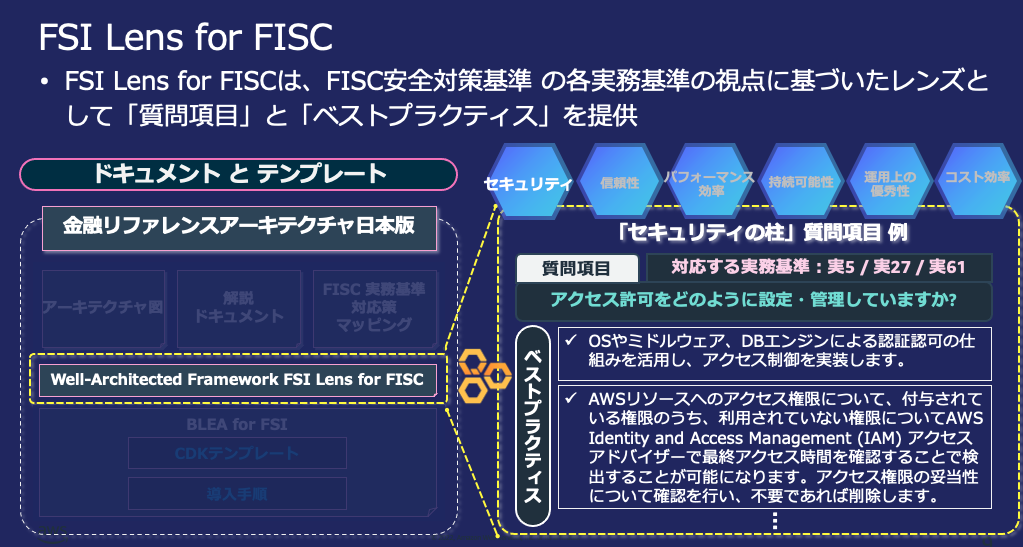 FSI Lens for FISC
• FSI Lens for FISCは、FISC安全対策基準 の各実務基準の視点に基づいたレンズと
して「質問項目」と「ベストプラクティス」を提供
ドキュメント と テンプレート
金融リファレンスアーキテクチャ日本版
アーキテクチャ図
解説
ドキュメント
FISC 実務基準
対応策
マッピング
Well-Architected Framework FSI Lens for FISC
BLEA for FSI
CDKテンプレート
導入手順
セキュリティ
信頼性
パフォーマンス
効率
持続可能性
運用上の
優秀性
コスト効率
「セキュリティの柱」質問項目 例
質問項目
対応する実務基準：実5 / 実27 / 実61
アクセス許可をどのように設定・管理していますか?
ベストプラクティス
✓ OSやミドルウェア、DBエンジンによる認証認可の仕
組みを活用し、アクセス制御を実装します。
✓ AWSリソースへのアクセス権限について、付与されて
いる権限のうち、利用されていない権限についてAWS
Identity and Access Management (IAM) アクセス
アドバイザーで最終アクセス時間を確認することで検
出することが可能になります。アクセス権限の妥当性
について確認を行い、不要であれば削除します。